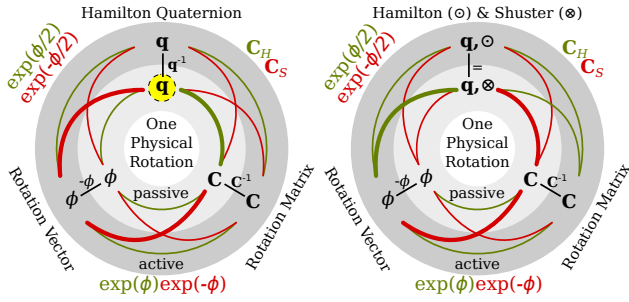 Hamilton Quaternion
exp(ϕ/2)
exp(-ϕ/2)
q
q⁻¹
q
C_H
C_S
One
Physical
Rotation
ϕ -ϕ ϕ
passive
C C⁻¹ C
Rotation Vector
Rotation Matrix
active
exp(ϕ) exp(-ϕ)
Hamilton (⊙) & Shuster (⊗)
exp(ϕ/2)
exp(-ϕ/2)
q,⊙
=
q,⊗
C_H
C_S
One
Physical
Rotation
ϕ -ϕ ϕ
passive
C C⁻¹ C
Rotation Vector
Rotation Matrix
active
exp(ϕ) exp(-ϕ)